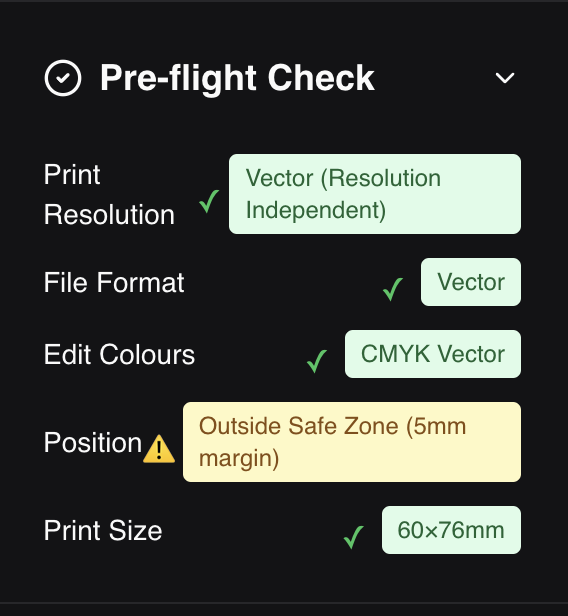 Pre-flight Check
Print
Resolution
Vector (Resolution
Independent)
File Format
Vector
Edit Colours
CMYK Vector
Position
Outside Safe Zone (5mm
margin)
Print Size
60×76mm